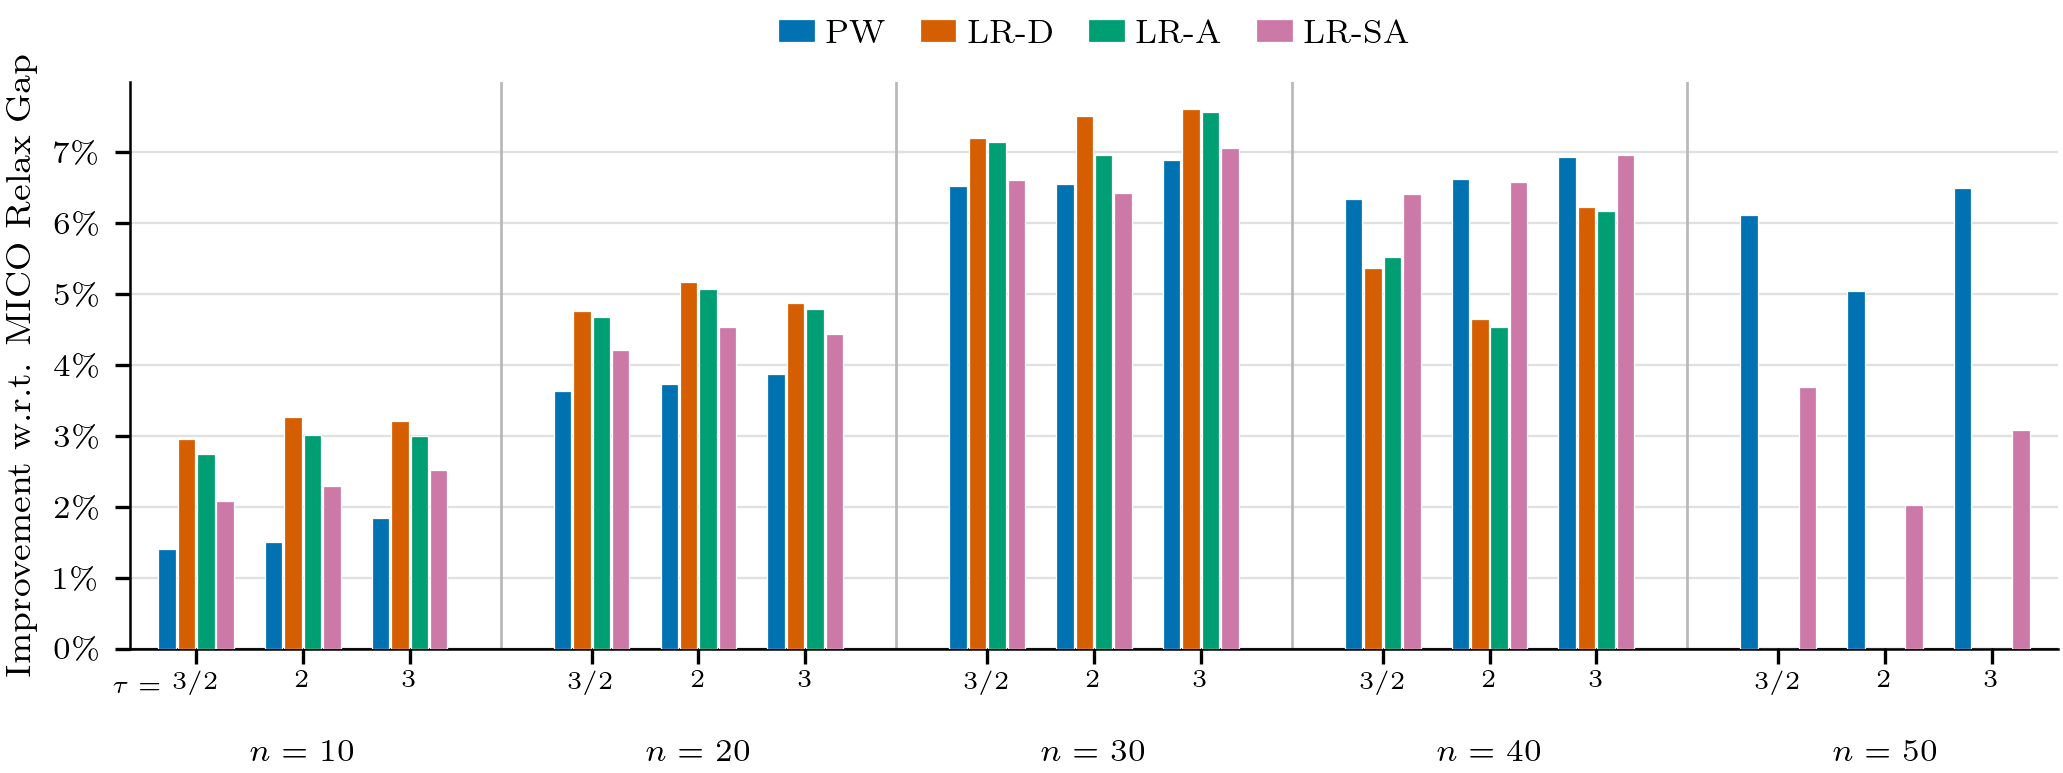 PW LR-D LR-A LR-SA
Improvement w.r.t. MICO Relax Gap
7%
6%
5%
4%
3%
2%
1%
0%
τ = 3/2 2 3 3/2 2 3 3/2 2 3 3/2 2 3 3/2 2 3
n = 10 n = 20 n = 30 n = 40 n = 50